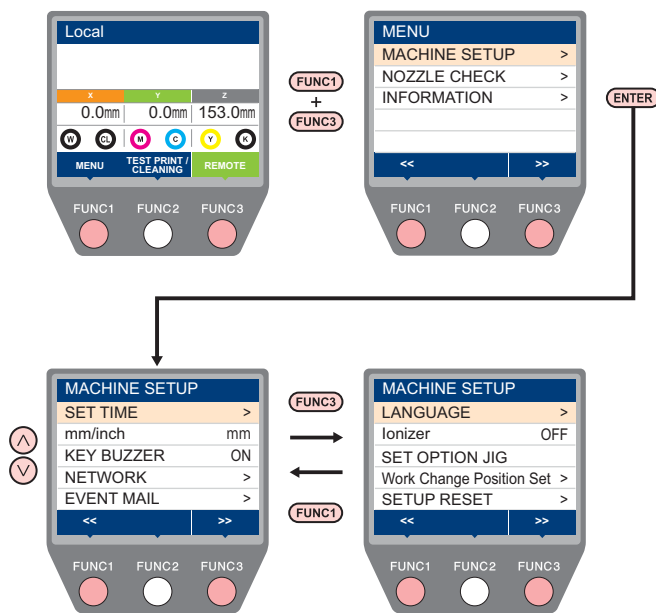 Local
X Y Z
0.0mm 0.0mm 153.0mm
W CL M C Y K
MENU TEST PRINT / CLEANING REMOTE
FUNC1 FUNC2 FUNC3
FUNC1
+
FUNC3
MENU
MACHINE SETUP >
NOZZLE CHECK >
INFORMATION >
<< >>
FUNC1 FUNC2 FUNC3
ENTER
MACHINE SETUP
SET TIME >
mm/inch mm
KEY BUZZER ON
NETWORK >
EVENT MAIL >
<< >>
FUNC1 FUNC2 FUNC3
FUNC3
FUNC1
MACHINE SETUP
LANGUAGE >
Ionizer OFF
SET OPTION JIG
Work Change Position Set >
SETUP RESET >
<< >>
FUNC1 FUNC2 FUNC3